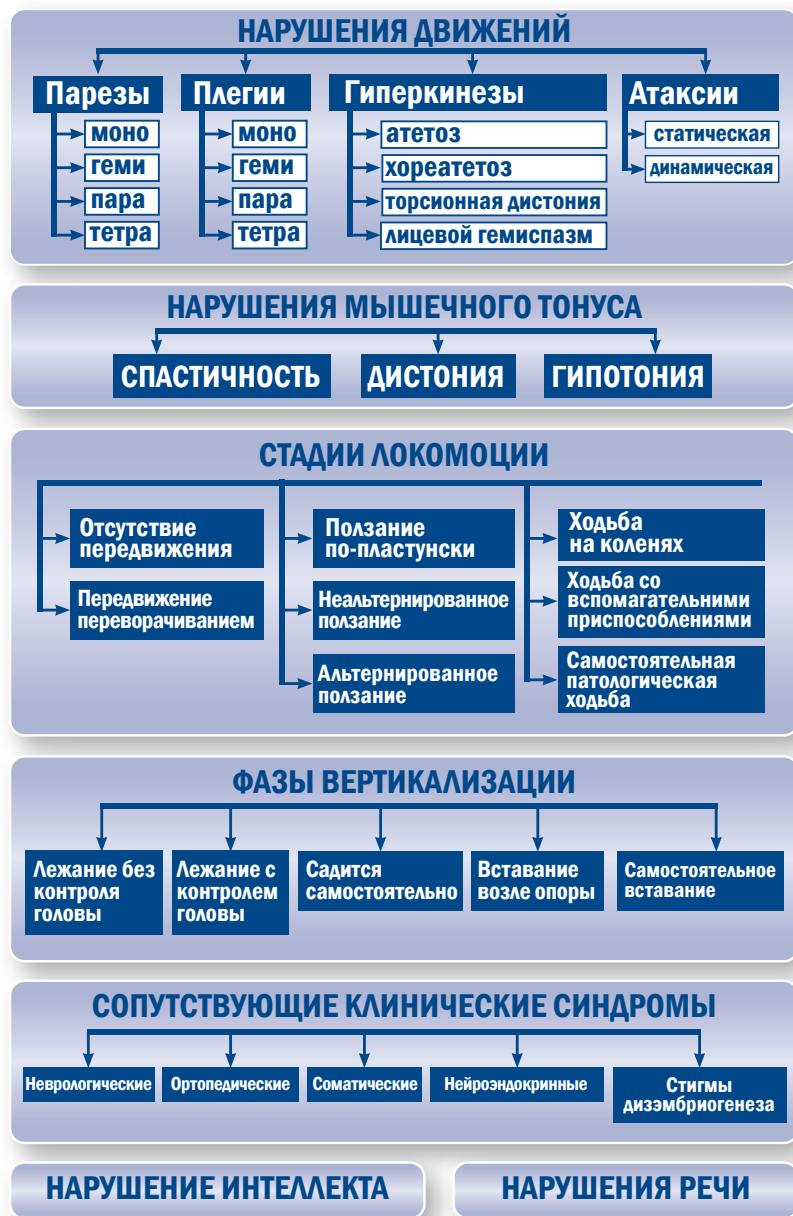 НАРУШЕНИЯ ДВИЖЕНИЙ
Парезы
моно
геми
пара
тетра
Плегии
моно
геми
пара
тетра
Гиперкинезы
атетоз
хореатетоз
торсионная дистония
лицевой гемиспазм
Атаксии
статическая
динамическая
НАРУШЕНИЯ МЫШЕЧНОГО ТОНУСА
СПАСТИЧНОСТЬ
ДИСТОНИЯ
ГИПОТОНИЯ
СТАДИИ ЛОКОМОЦИИ
Отсутствие
передвижения
Передвижение
переворачиванием
Ползание
по-пластунски
Неальтернированное
ползание
Альтернированное
ползание
Ходьба
на коленях
Ходьба со
вспомагательними
приспособлениями
Самостоятельная
патологическая
ходьба
ФАЗЫ ВЕРТИКАЛИЗАЦИИ
Лежание без
контроля
головы
Лежание с
контролем
головы
Садится
самостоятельно
Вставание
возле опоры
Самостоятельное
вставание
СОПУТСТВУЮЩИЕ КЛИНИЧЕСКИЕ СИНДРОМЫ
Неврологические
Ортопедические
Соматические
Нейроэндокринные
Стигмы
дизэмбриогенеза
НАРУШЕНИЕ ИНТЕЛЛЕКТА
НАРУШЕНИЯ РЕЧИ